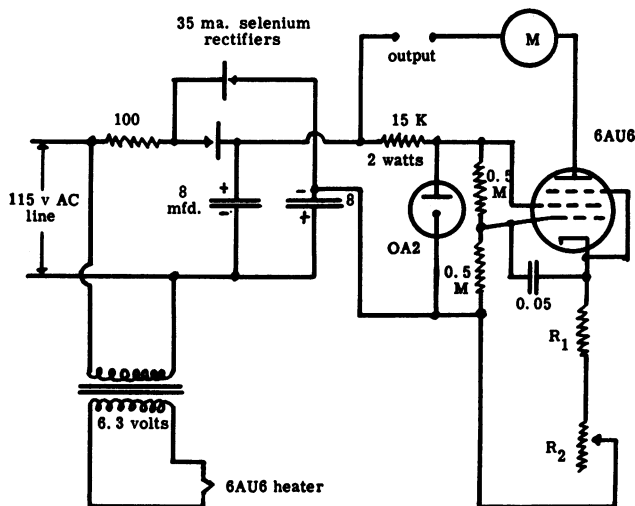 35 ma. selenium
rectifiers
M
output
100
15 K
2 watts
6AU6
0.5
M
115 v AC
line
+
8
mfd.
-
-
8
+
OA2
0.5
M
0.05
R1
6.3 volts
R2
6AU6 heater